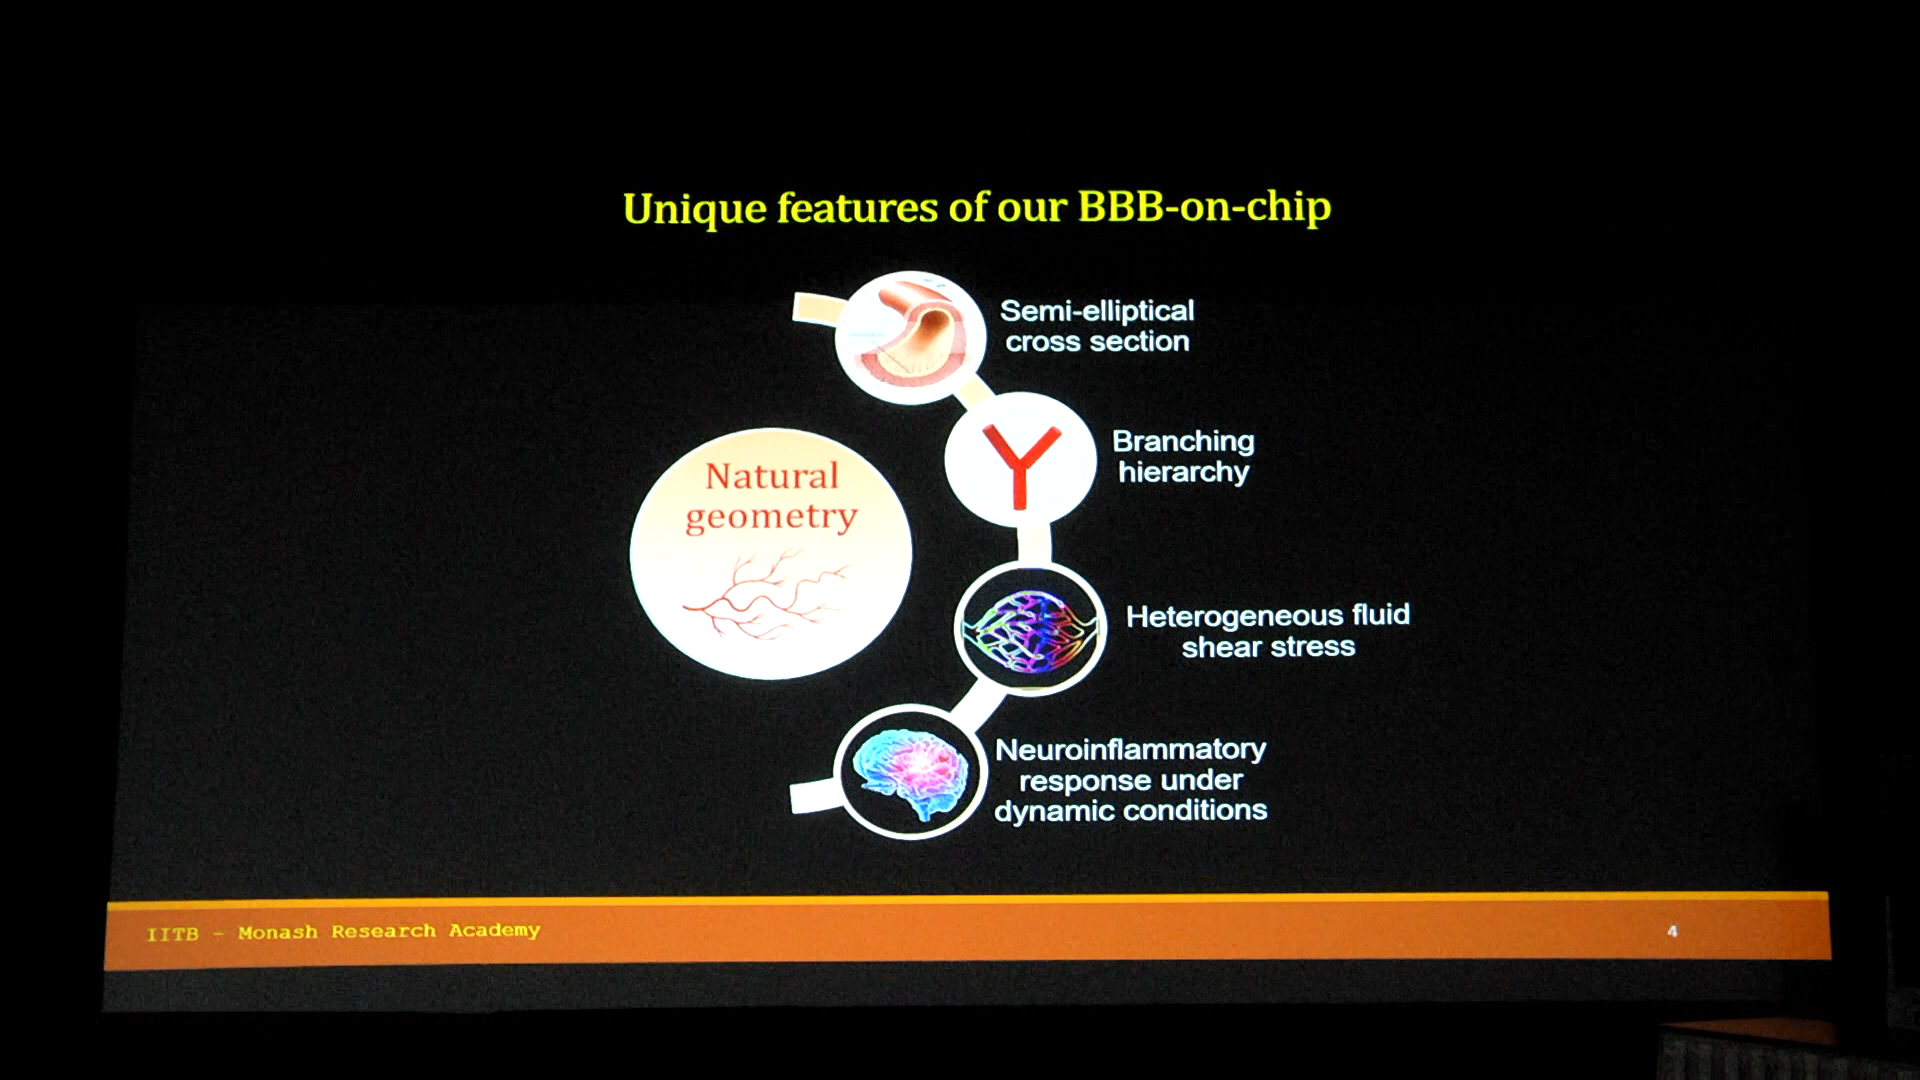 Unique features of our BBB-on-chip
Semi-elliptical
cross section
Branching
hierarchy
Natural
geometry
Heterogeneous fluid
shear stress
Neuroinflammatory
response under
dynamic conditions
IITB - Monash Research Academy
4